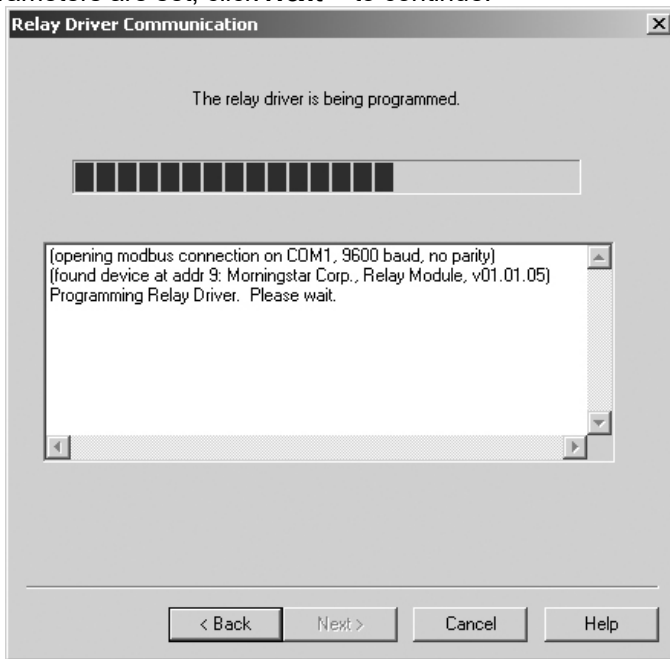 Relay Driver Communication
The relay driver is being programmed.
(opening modbus connection on COM1, 9600 baud, no parity)
(found device at addr 9: Morningstar Corp., Relay Module, v01.01.05)
Programming Relay Driver.  Please wait.
< Back
Next >
Cancel
Help